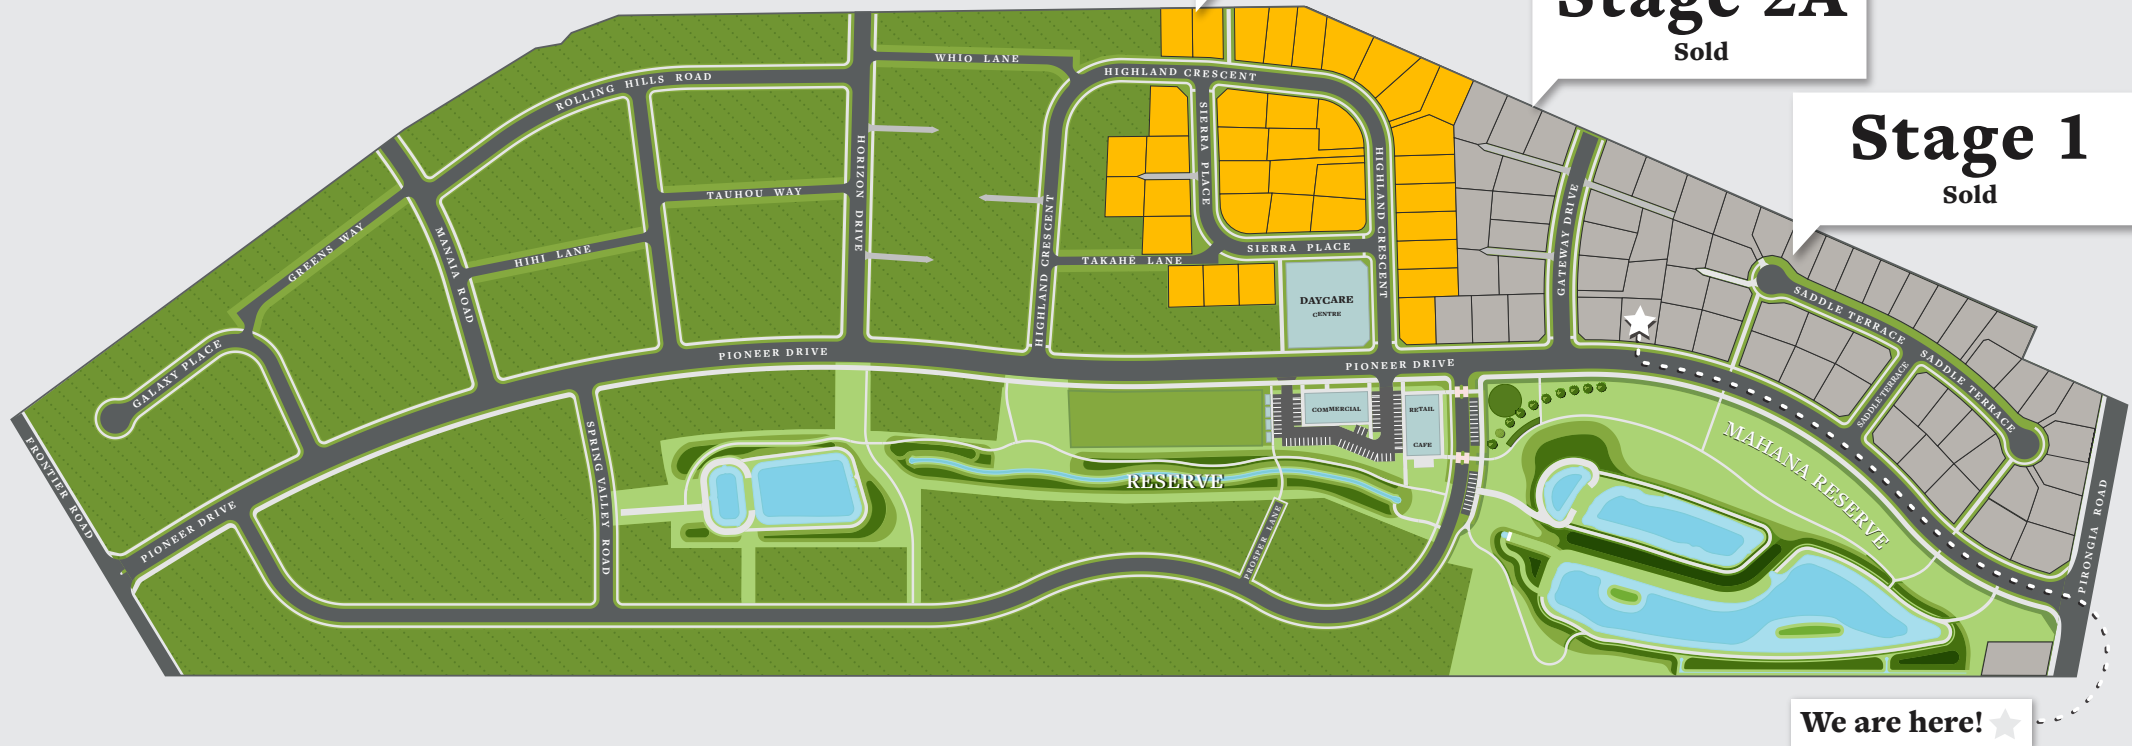 Stage 2A
Sold
Stage 1
Sold
WHIO LANE
HIGHLAND CRESCENT
ROLLING HILLS ROAD
SIERRA PLACE
HORIZON DRIVE
HIGHLAND CRESCENT
TAUHOU WAY
GATEWAY DRIVE
GREENS WAY
MANAIA ROAD
HIHI LANE
HIGHLAND CRESCENT
SIERRA PLACE
TAKAHE LANE
DAYCARE
CENTRE
SADDLE TERRACE
SADDLE TERRACE
SADDLE TERRACE
GALAXY PLACE
PIONEER DRIVE
PIONEER DRIVE
COMMERCIAL
RETAIL
CAFE
FRONTIER ROAD
SPRING VALLEY ROAD
RESERVE
MAHANA RESERVE
PIONEER DRIVE
PROSPER LANE
PIRONGIA ROAD
We are here!